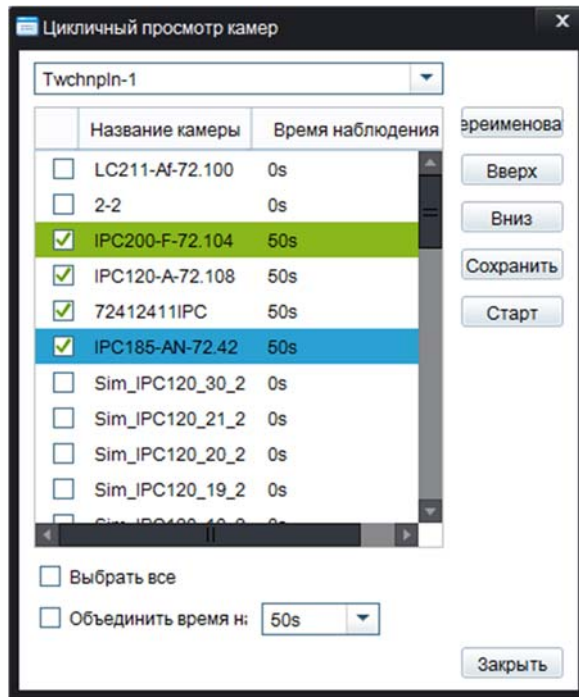 Цикличный просмотр камер
x
Twchnpln-1
Название камеры Время наблюдения
ереименова
LC211-Af-72.100 0s
Вверх
2-2 0s
Вниз
IPC200-F-72.104 50s
IPC120-A-72.108 50s
Сохранить
72412411IPC 50s
Старт
IPC185-AN-72.42 50s
Sim_IPC120_30_2 0s
Sim_IPC120_21_2 0s
Sim_IPC120_20_2 0s
Sim_IPC120_19_2 0s
Выбрать все
Объединить время на 50s
Закрыть